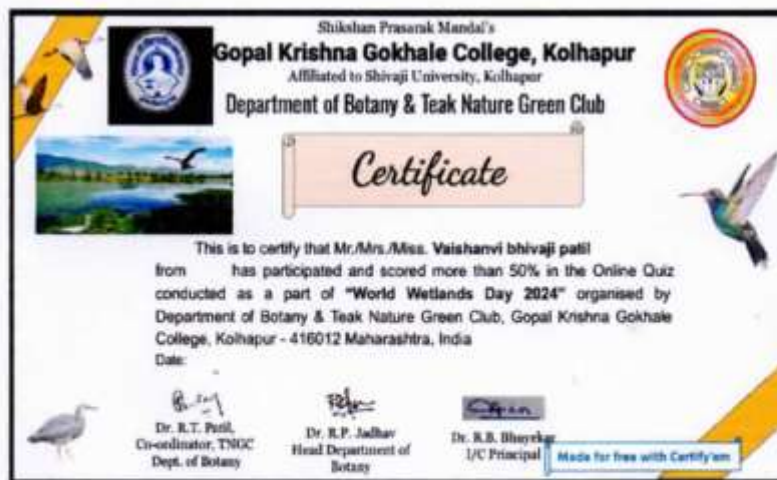 Shikshan Prasarak Mandal's
Gopal Krishna Gokhale College, Kolhapur
Affiliated to Shivaji University, Kolhapur
Department of Botany & Teak Nature Green Club
Certificate
This is to certify that Mr./Mrs./Miss. Vaishanvi bhivaji patil
from has participated and scored more than 50% in the Online Quiz
conducted as a part of "World Wetlands Day 2024" organised by
Department of Botany & Teak Nature Green Club, Gopal Krishna Gokhale
College, Kolhapur - 416012 Maharashtra, India
Date:
Dr. R.T. Patil,
Co-ordinator, TNGC
Dept. of Botany
Dr. R.P. Jadhav
Head Department of
Botany
Dr. R.B. Bhuyekar
I/C Principal
Made for free with Certify'em